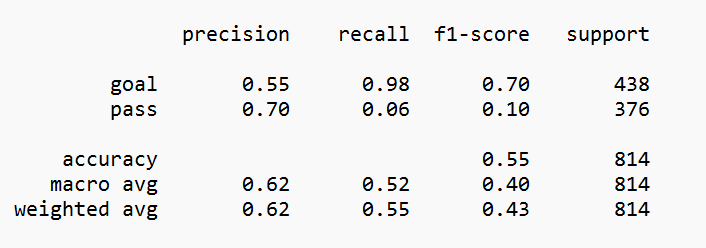 precision recall f1-score support
goal 0.55 0.98 0.70 438
pass 0.70 0.06 0.10 376
accuracy 0.55 814
macro avg 0.62 0.52 0.40 814
weighted avg 0.62 0.55 0.43 814